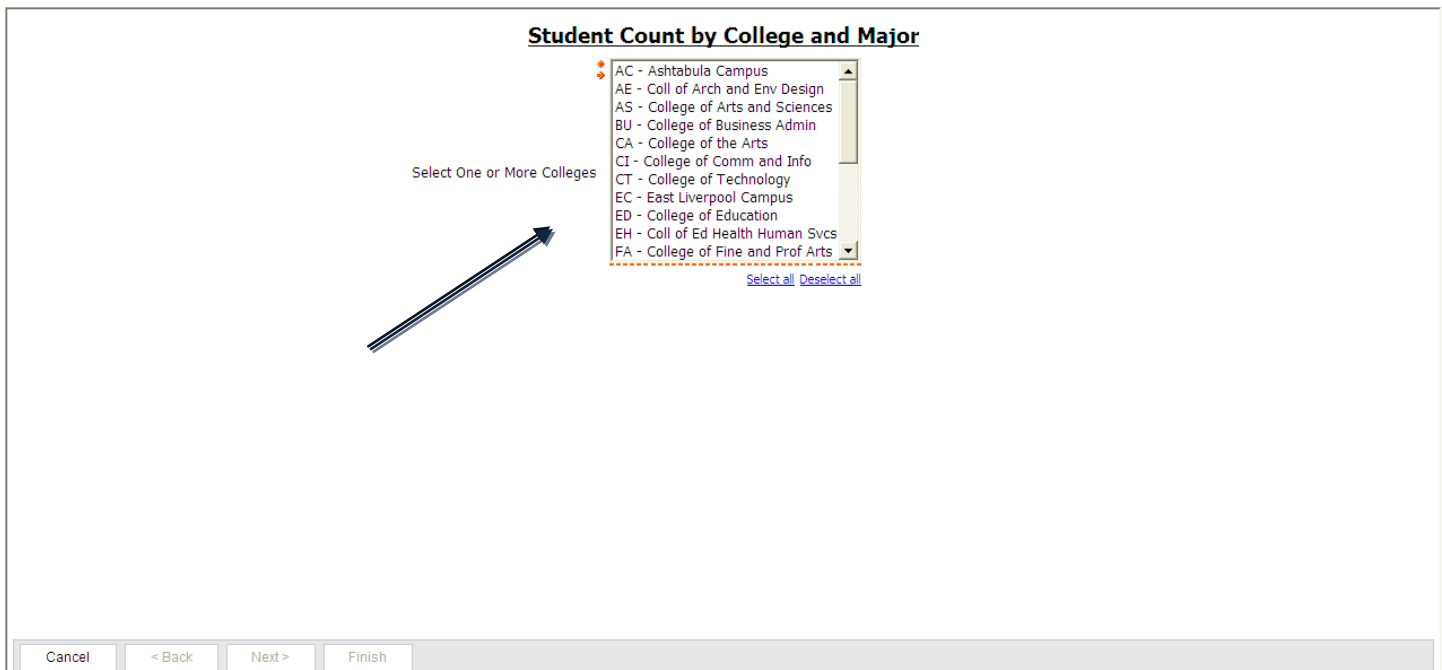 Student Count by College and Major
AC - Ashtabula Campus
AE - Coll of Arch and Env Design
AS - College of Arts and Sciences
BU - College of Business Admin
CA - College of the Arts
CI - College of Comm and Info
Select One or More Colleges
CT - College of Technology
EC - East Liverpool Campus
ED - College of Education
EH - Coll of Ed Health Human Svcs
FA - College of Fine and Prof Arts
Select all Deselect all
Cancel < Back Next > Finish